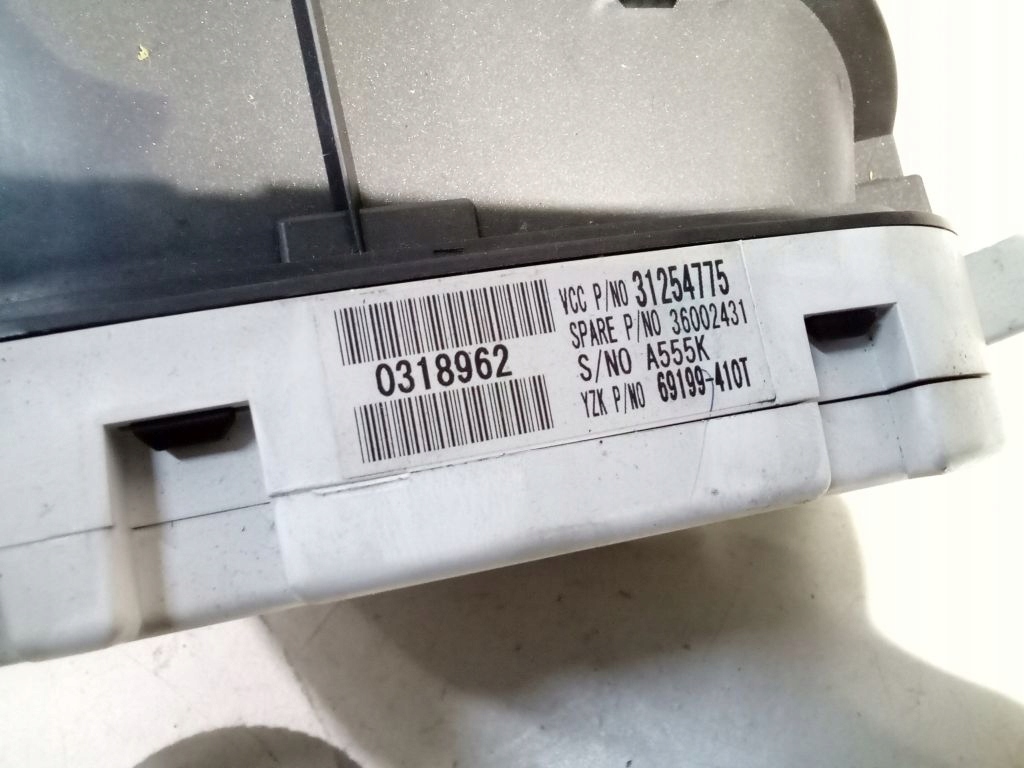 0318962
VCC P/NO 31254775
SPARE P/NO 36002431
S/NO A555K
YZK P/NO 69199-410T